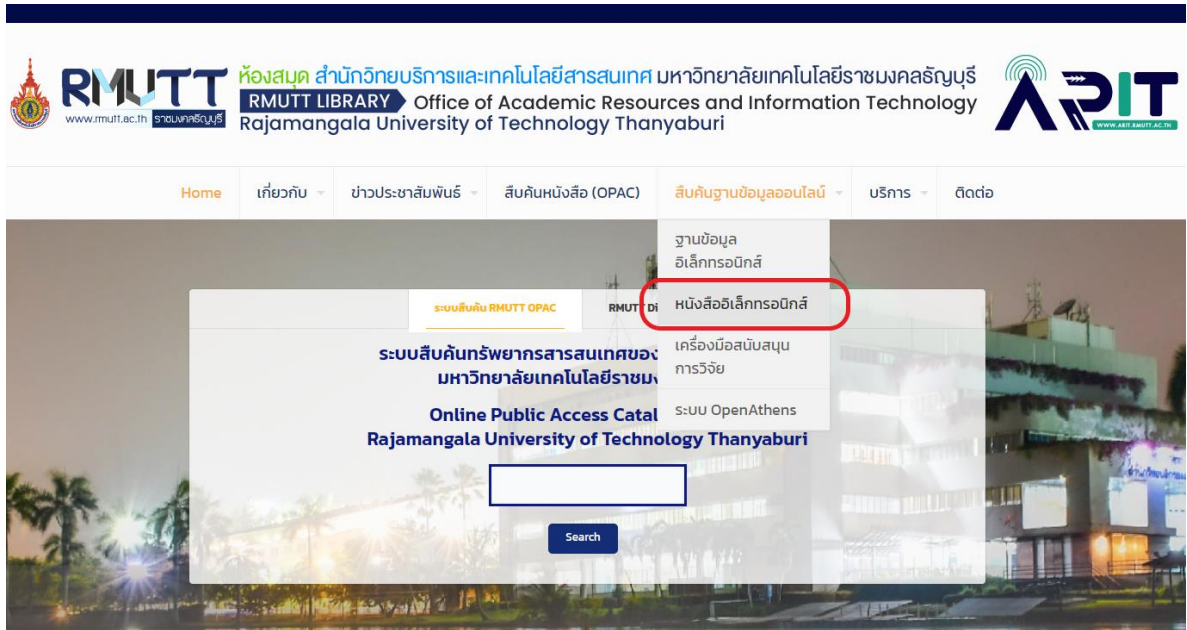 RMUTT
www.rmutt.ac.th ราชมงคลธัญบุรี
ห้องสมุด สำนักวิทยบริการและเทคโนโลยีสารสนเทศ มหาวิทยาลัยเทคโนโลยีราชมงคลธัญบุรี
RMUTT LIBRARY Office of Academic Resources and Information Technology
Rajamangala University of Technology Thanyaburi
ARIT
WWW.ARIT.RMUTT.AC.TH
Home เกี่ยวกับ ข่าวประชาสัมพันธ์ สืบค้นหนังสือ (OPAC) สืบค้นฐานข้อมูลออนไลน์ บริการ ติดต่อ
ฐานข้อมูล
อิเล็กทรอนิกส์
หนังสืออิเล็กทรอนิกส์
เครื่องมือสนับสนุน
การวิจัย
ระบบ OpenAthens
ระบบสืบค้น RMUTT OPAC RMUTT Di
ระบบสืบค้นทรัพยากรสารสนเทศของ
มหาวิทยาลัยเทคโนโลยีราชมง
Online Public Access Catal
Rajamangala University of Technology Thanyaburi
Search